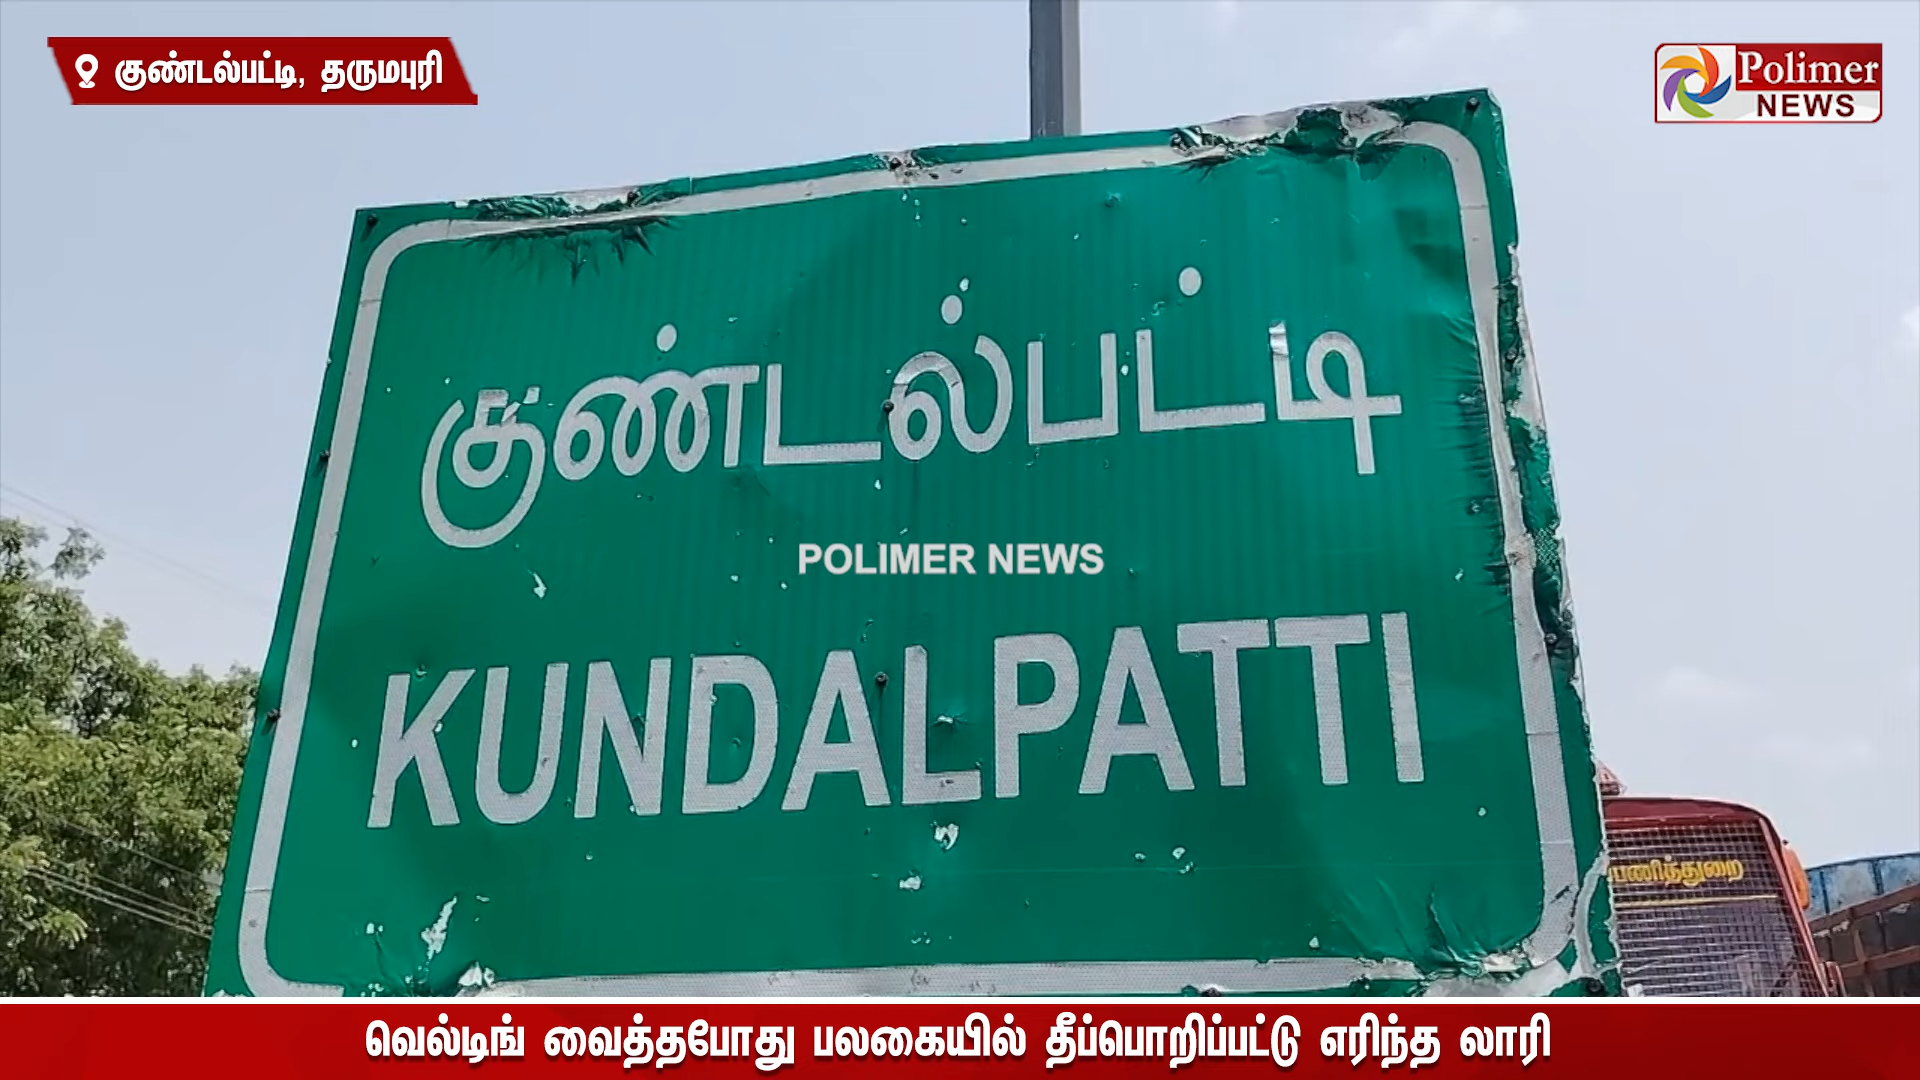 குண்டல்பட்டி, தருமபுரி
Polimer
NEWS
குண்டல்பட்டி
POLIMER NEWS
KUNDALPATTI
பணித்துறை
வெல்டிங் வைத்தபோது பலகையில் தீப்பொறிப்பட்டு எரிந்த லாரி